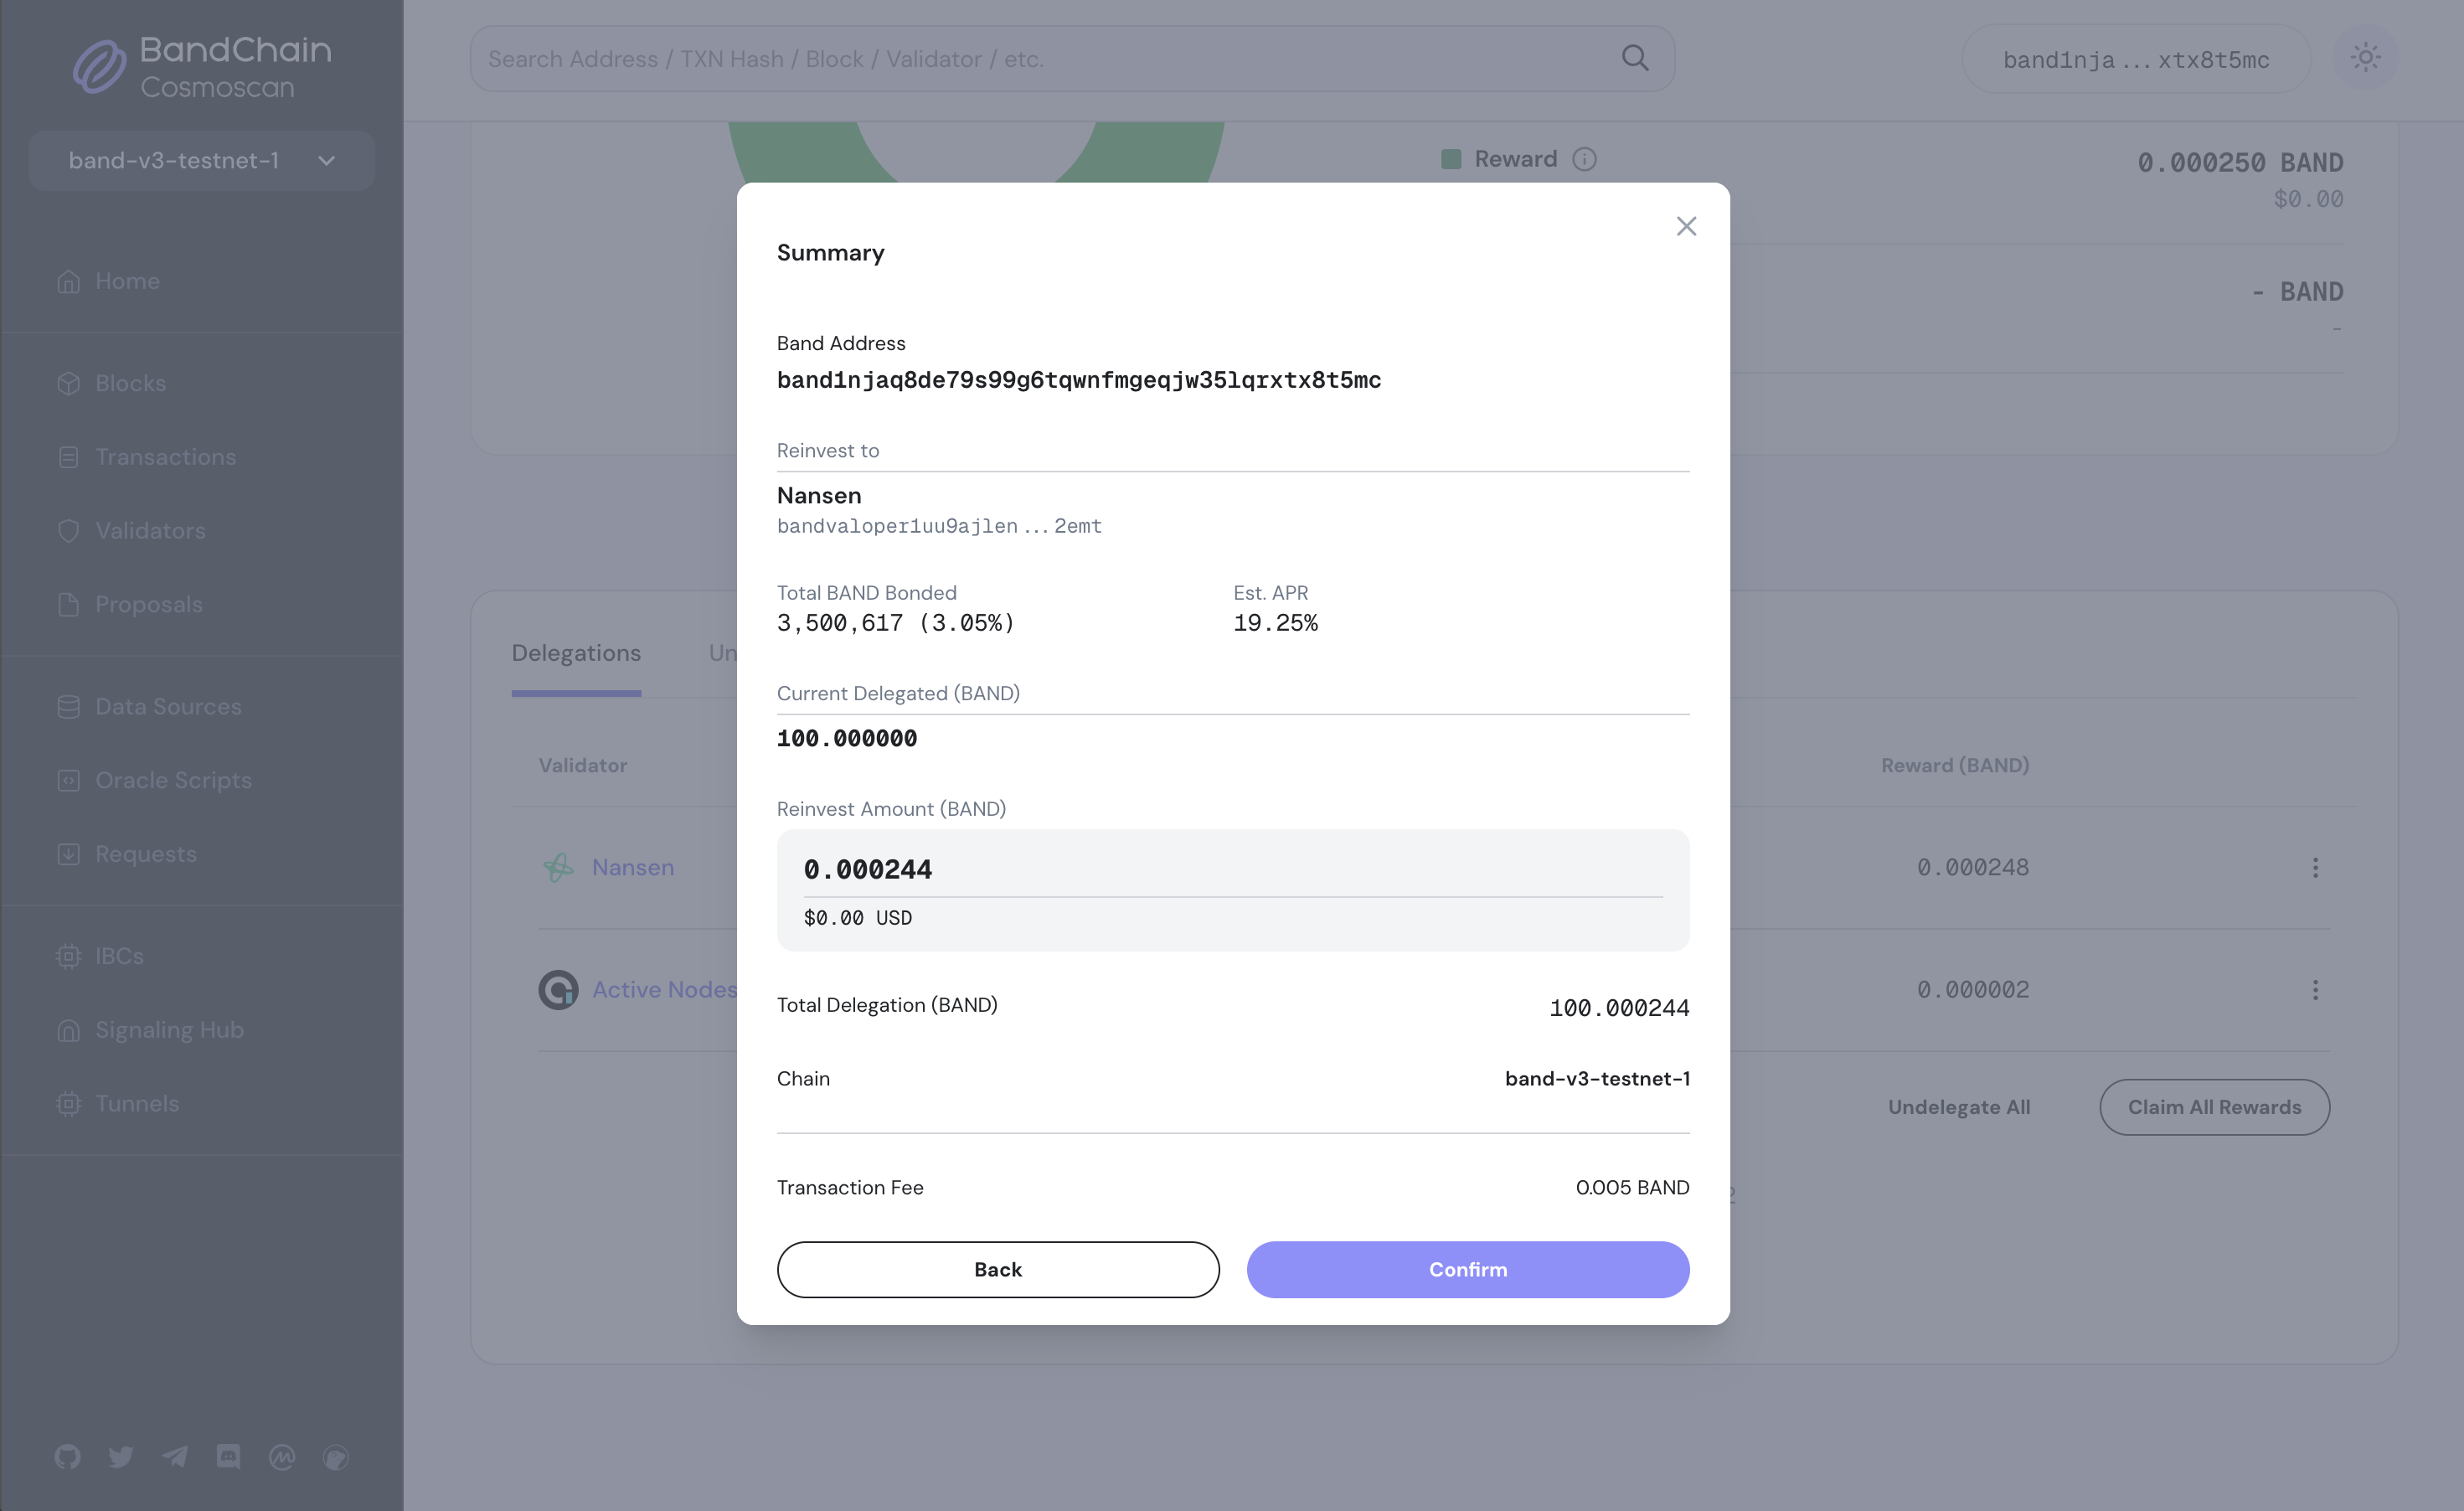 BandChain
Cosmoscan
band-v3-testnet-1
Home
Blocks
Transactions
Validators
Proposals
Data Sources
Oracle Scripts
Requests
IBCs
Signaling Hub
Tunnels
Search Address / TXN Hash / Block / Validator / etc.
band1nja...xtx8t5mc
Reward
0.000250 BAND
$0.00
- BAND
-
Delegations
Un
Validator
Reward (BAND)
Nansen
0.000248
Active Nodes
0.000002
Undelegate All
Claim All Rewards
Summary
Band Address
band1njaq8de79s99g6tqwnfmgeqjw35lqrxtx8t5mc
Reinvest to
Nansen
bandvaloper1uu9ajlen...2emt
Total BAND Bonded
Est. APR
3,500,617 (3.05%)
19.25%
Current Delegated (BAND)
100.000000
Reinvest Amount (BAND)
0.000244
$0.00 USD
Total Delegation (BAND)
100.000244
Chain
band-v3-testnet-1
Transaction Fee
0.005 BAND
Back
Confirm